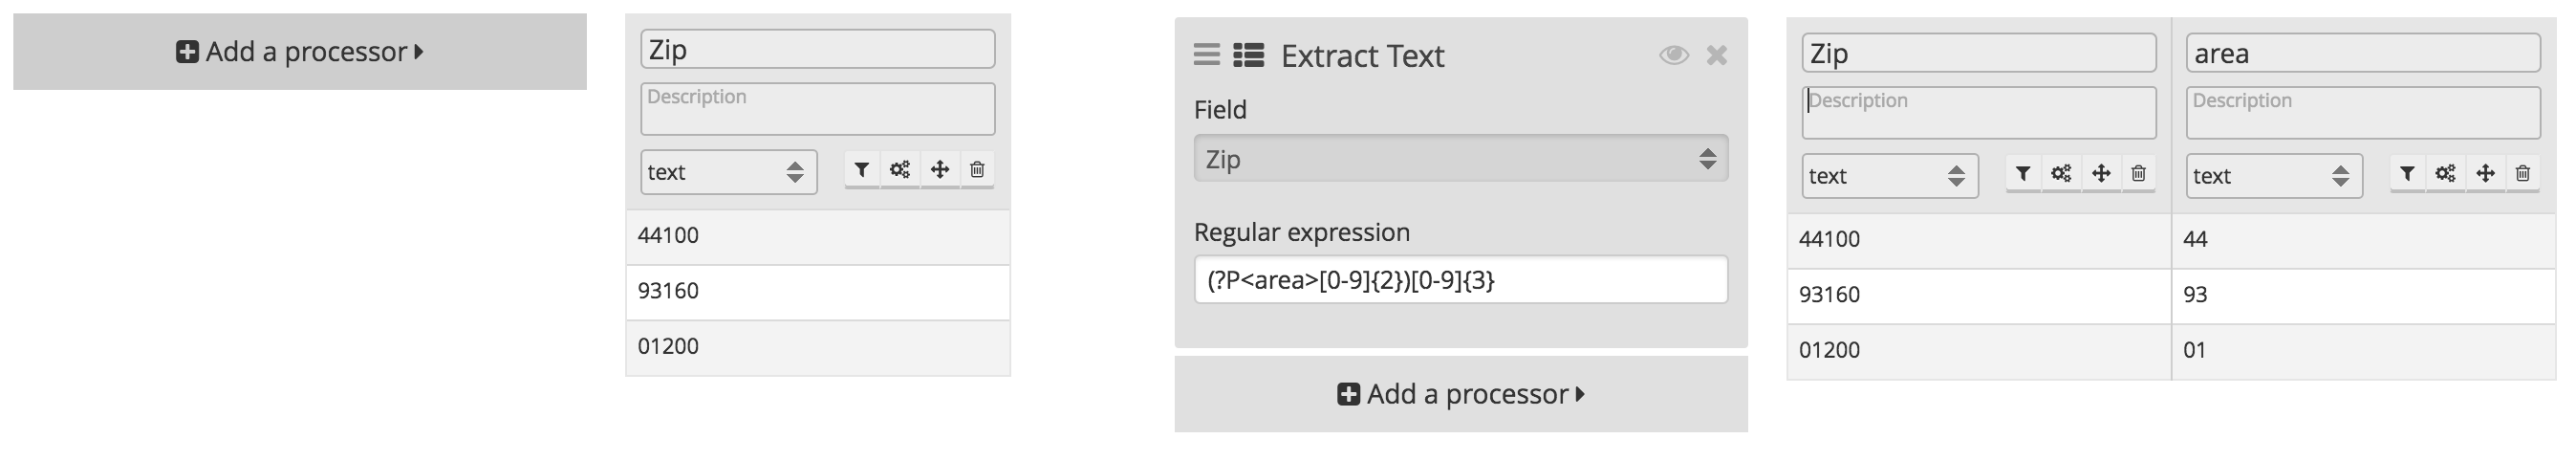 Add a processor
Zip
Description
text
44100
93160
01200
Extract Text
Field
Zip
Regular expression
(?P<area>[0-9]{2})[0-9]{3}
Add a processor
Zip area
Description Description
text text
44100 44
93160 93
01200 01